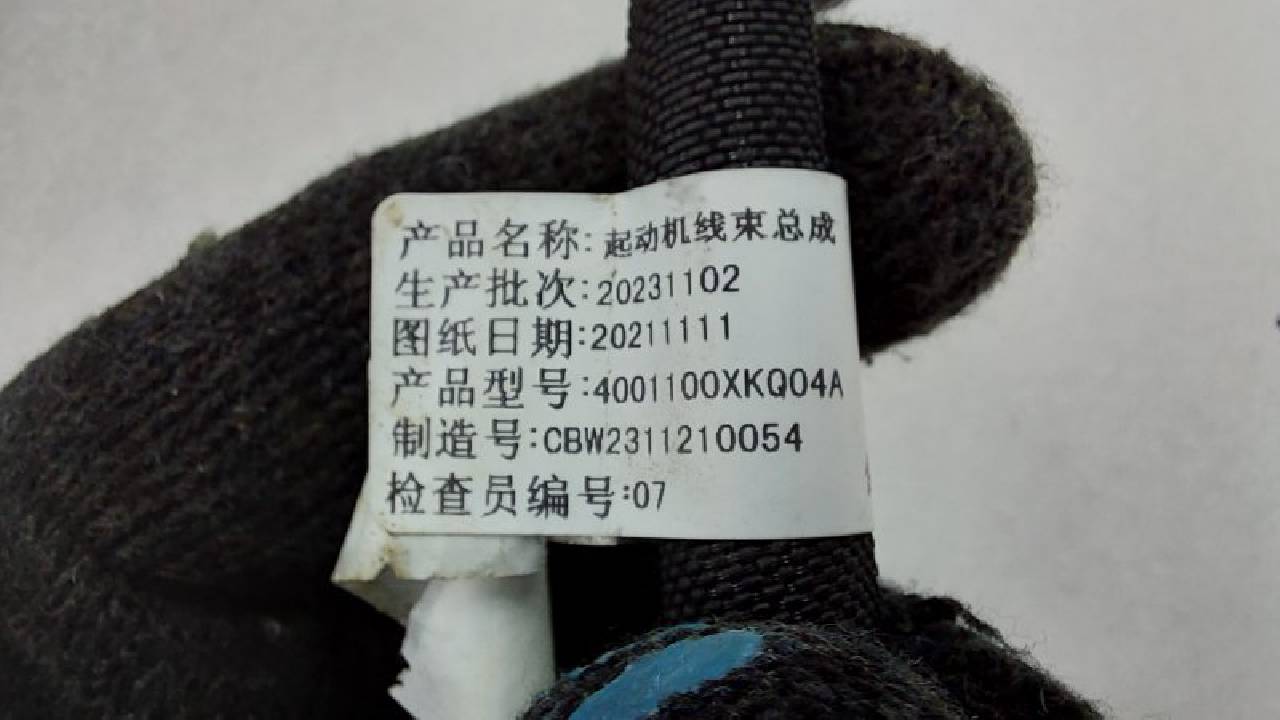 产品名称:起动机线束总成
生产批次:20231102
图纸日期:20211111
产品型号:4001100XKQ04A
制造号:CBW2311210054
检查员编号:07